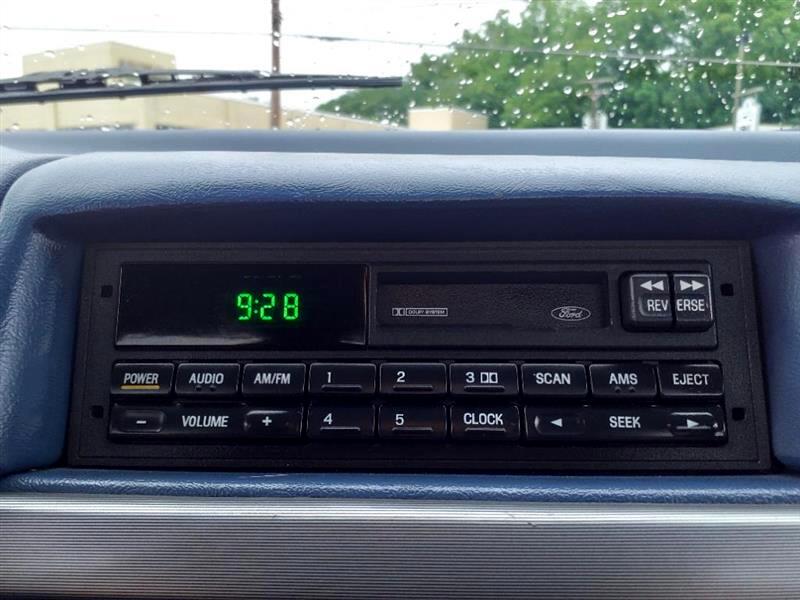 9:28
DOLBY SYSTEM
Ford
◀◀ ▶▶
REV ERSE
POWER AUDIO AM/FM 1 2 3 SCAN AMS EJECT
− VOLUME + 4 5 CLOCK ◀ SEEK ▶